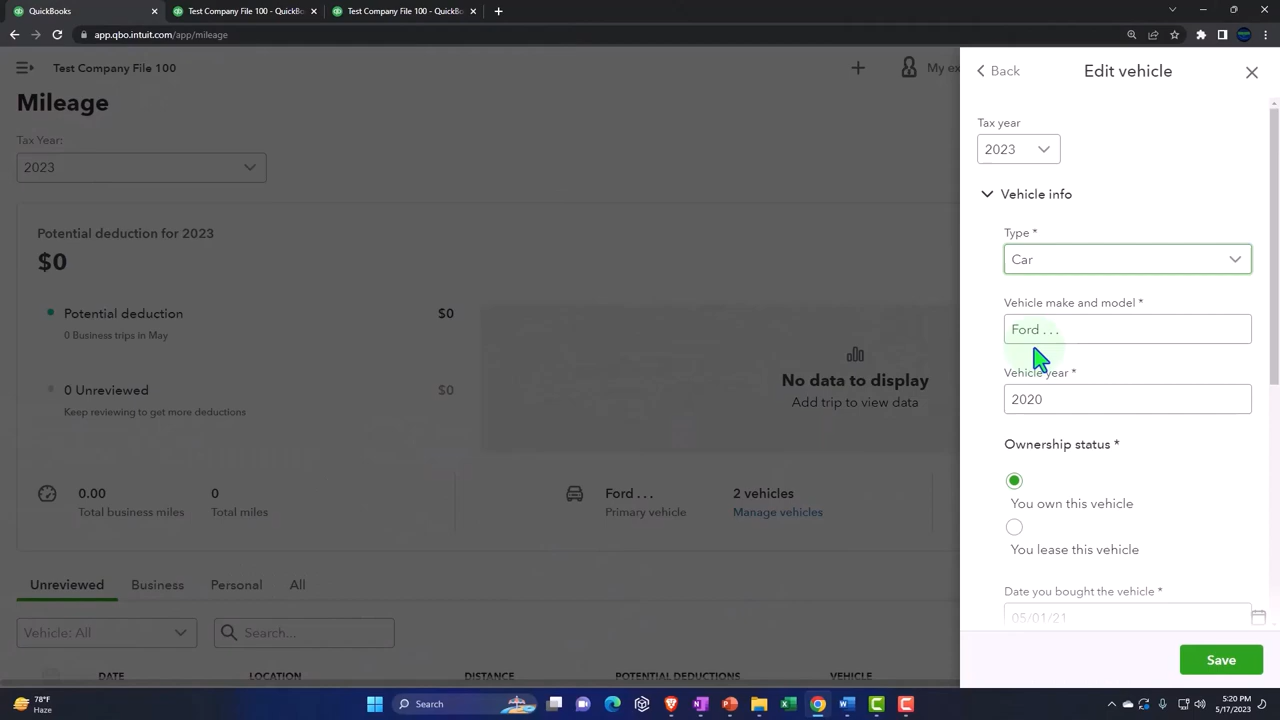 QuickBooks
Test Company File 100 - QuickBo
Test Company File 100 - QuickBo
app.qbo.intuit.com/app/mileage
Test Company File 100
My ex
Mileage
Tax Year:
2023
Potential deduction for 2023
$0
Potential deduction $0
0 Business trips in May
0 Unreviewed $0
Keep reviewing to get more deductions
No data to display
Add trip to view data
0.00
Total business miles
0
Total miles
Ford . . .
Primary vehicle
2 vehicles
Manage vehicles
Unreviewed Business Personal All
Vehicle: All Search...
DATE LOCATION DISTANCE POTENTIAL DEDUCTIONS VEHICLE
Back Edit vehicle
Tax year
2023
Vehicle info
Type *
Car
Vehicle make and model *
Ford . . .
Vehicle year *
2020
Ownership status *
You own this vehicle
You lease this vehicle
Date you bought the vehicle *
05/01/21
Save
78°F
Haze
Search
5:20 PM
5/17/2023